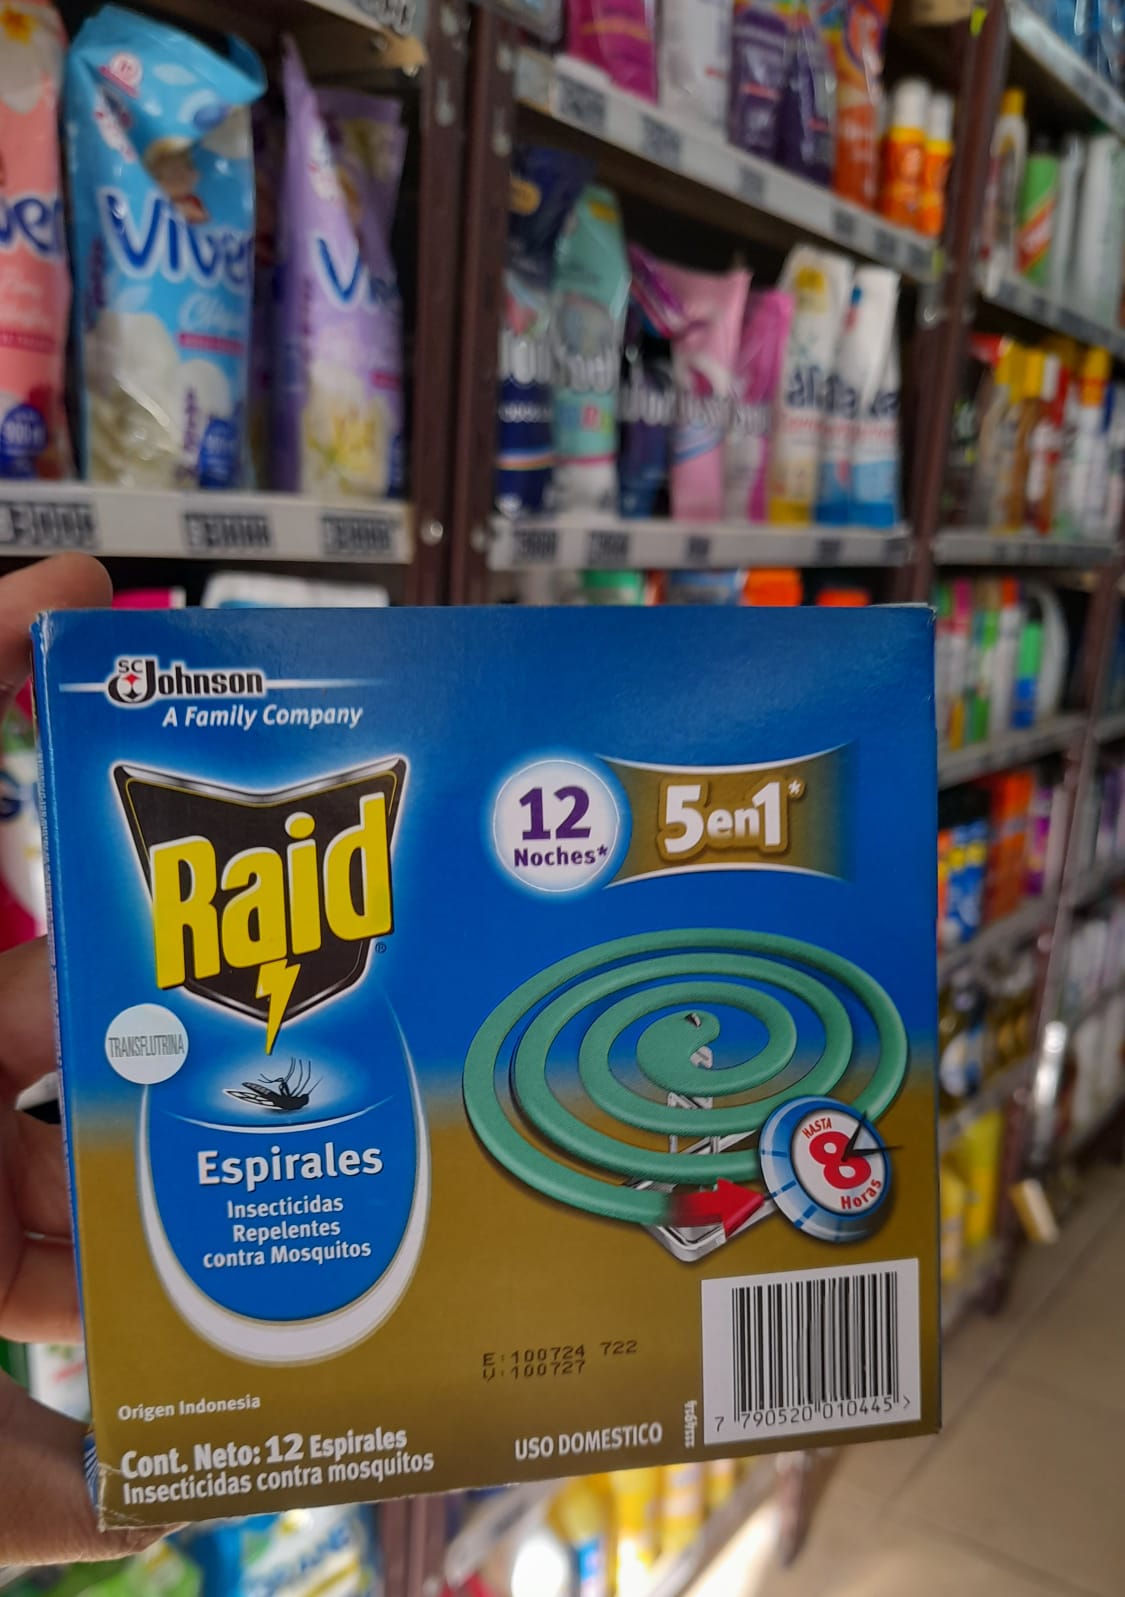 Vive
SC Johnson
A Family Company
Raid®
12
Noches*
5en1*
TRANSFLUTRINA
Espirales
Insecticidas
Repelentes
contra Mosquitos
HASTA
8
Horas
E:100724 722
V:100727
Origen Indonesia
Cont. Neto: 12 Espirales
Insecticidas contra mosquitos
USO DOMESTICO
7 790520 010445 >